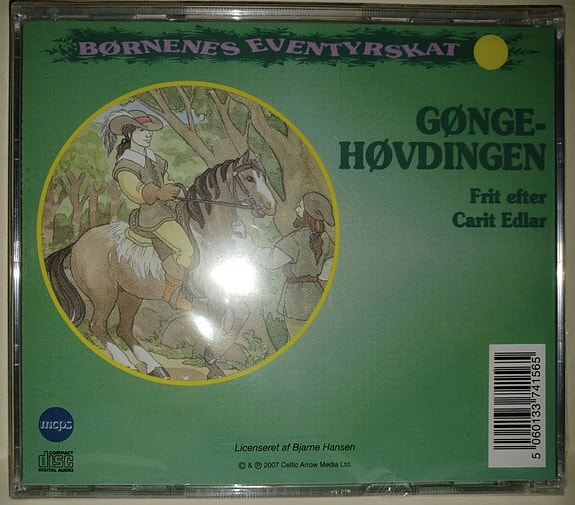 BØRNENES EVENTYRSKAT
GØNGE-
HØVDINGEN
Frit efter
Carit Edlar
mcps
COMPACT
disc
DIGITAL AUDIO
Licenseret af Bjarne Hansen
© & ℗ 2007 Celtic Arrow Media Ltd.
5 060133 741565